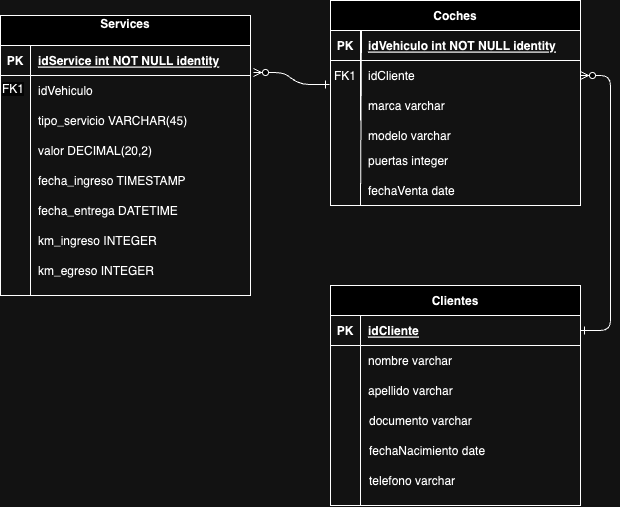 Services
PK idService int NOT NULL identity
FK1 idVehiculo
tipo_servicio VARCHAR(45)
valor DECIMAL(20,2)
fecha_ingreso TIMESTAMP
fecha_entrega DATETIME
km_ingreso INTEGER
km_egreso INTEGER
Coches
PK idVehiculo int NOT NULL identity
FK1 idCliente
marca varchar
modelo varchar
puertas integer
fechaVenta date
Clientes
PK idCliente
nombre varchar
apellido varchar
documento varchar
fechaNacimiento date
telefono varchar